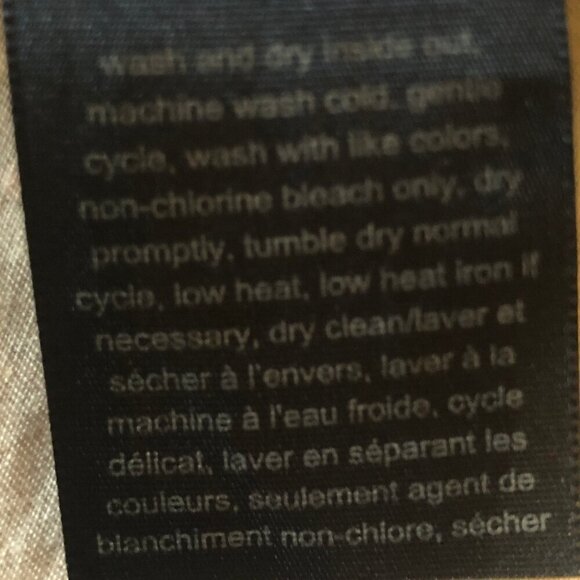 wash and dry inside out,
machine wash cold, gentle
cycle, wash with like colors,
non-chlorine bleach only, dry
promptly, tumble dry normal
cycle, low heat, low heat iron if
necessary, dry clean/laver et
sécher à l'envers, laver à la
machine à l'eau froide, cycle
délicat, laver en séparant les
couleurs, seulement agent de
blanchiment non-chlore, sécher